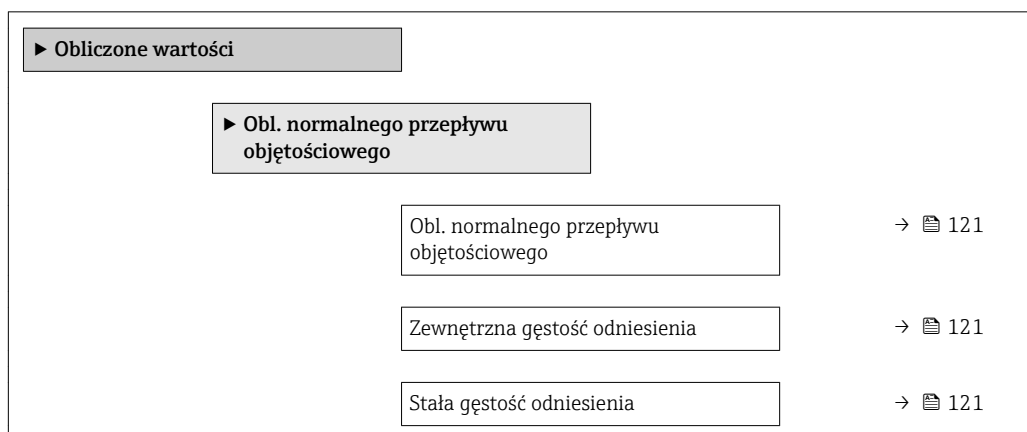 ► Obliczone wartości
► Obl. normalnego przepływu
objętościowego
Obl. normalnego przepływu → 121
objętościowego
Zewnętrzna gęstość odniesienia → 121
Stała gęstość odniesienia → 121